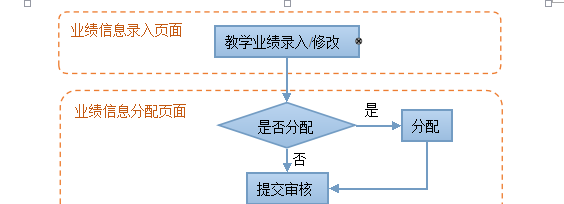 业绩信息录入页面
教学业绩录入/修改
业绩信息分配页面
是否分配
是
分配
否
提交审核